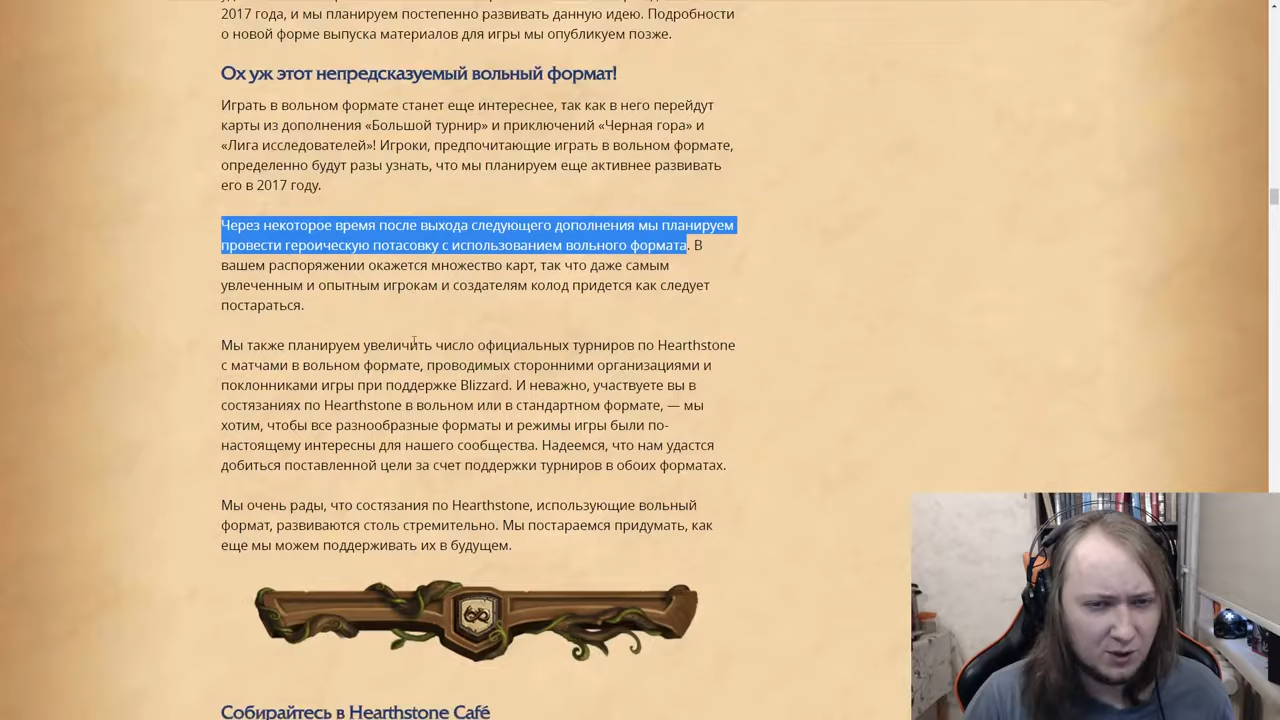 2017 года, и мы планируем постепенно развивать данную идею. Подробности
о новой форме выпуска материалов для игры мы опубликуем позже.
Ох уж этот непредсказуемый вольный формат!
Играть в вольном формате станет еще интереснее, так как в него перейдут
карты из дополнения «Большой турнир» и приключений «Черная гора» и
«Лига исследователей»! Игроки, предпочитающие играть в вольном формате,
определенно будут разы узнать, что мы планируем еще активнее развивать
его в 2017 году.
Через некоторое время после выхода следующего дополнения мы планируем
провести героическую потасовку с использованием вольного формата. В
вашем распоряжении окажется множество карт, так что даже самым
увлеченным и опытным игрокам и создателям колод придется как следует
постараться.
Мы также планируем увеличить число официальных турниров по Hearthstone
с матчами в вольном формате, проводимых сторонними организациями и
поклонниками игры при поддержке Blizzard. И неважно, участвуете вы в
состязаниях по Hearthstone в вольном или в стандартном формате, — мы
хотим, чтобы все разнообразные форматы и режимы игры были по-
настоящему интересны для нашего сообщества. Надеемся, что нам удастся
добиться поставленной цели за счет поддержки турниров в обоих форматах.
Мы очень рады, что состязания по Hearthstone, использующие вольный
формат, развиваются столь стремительно. Мы постараемся придумать, как
еще мы можем поддерживать их в будущем.
Собирайтесь в Hearthstone Café